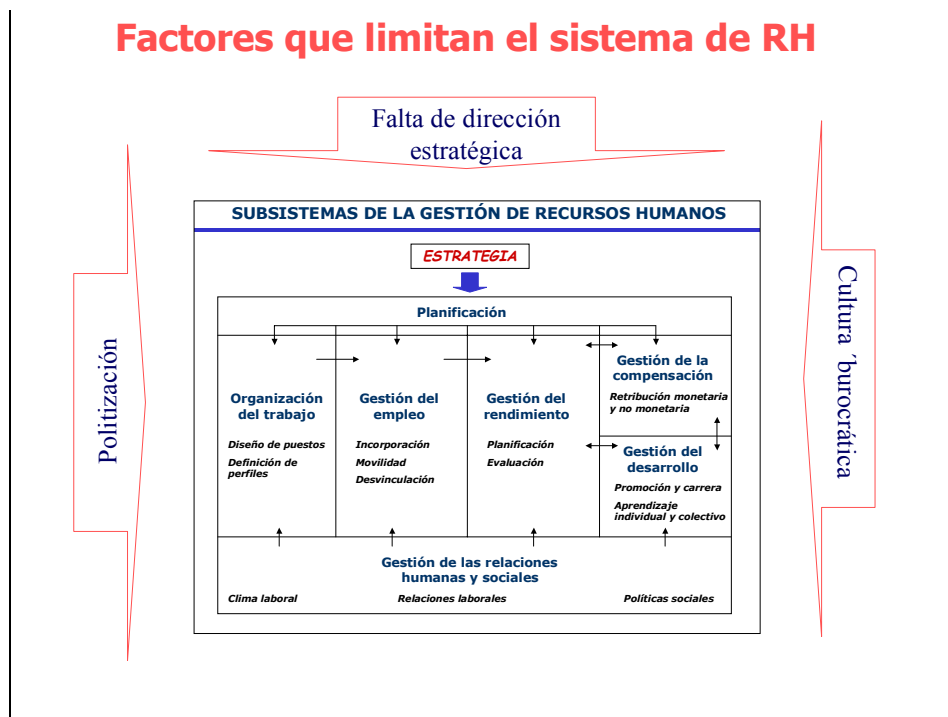 Factores que limitan el sistema de RH
Falta de dirección
estratégica
Politización
Cultura ´burocrática
SUBSISTEMAS DE LA GESTIÓN DE RECURSOS HUMANOS
ESTRATEGIA
Planificación
Organización
del trabajo
Diseño de puestos
Definición de
perfiles
Gestión del
empleo
Incorporación
Movilidad
Desvinculación
Gestión del
rendimiento
Planificación
Evaluación
Gestión de la
compensación
Retribución monetaria
y no monetaria
Gestión del
desarrollo
Promoción y carrera
Aprendizaje
individual y colectivo
Gestión de las relaciones
humanas y sociales
Clima laboral
Relaciones laborales
Políticas sociales